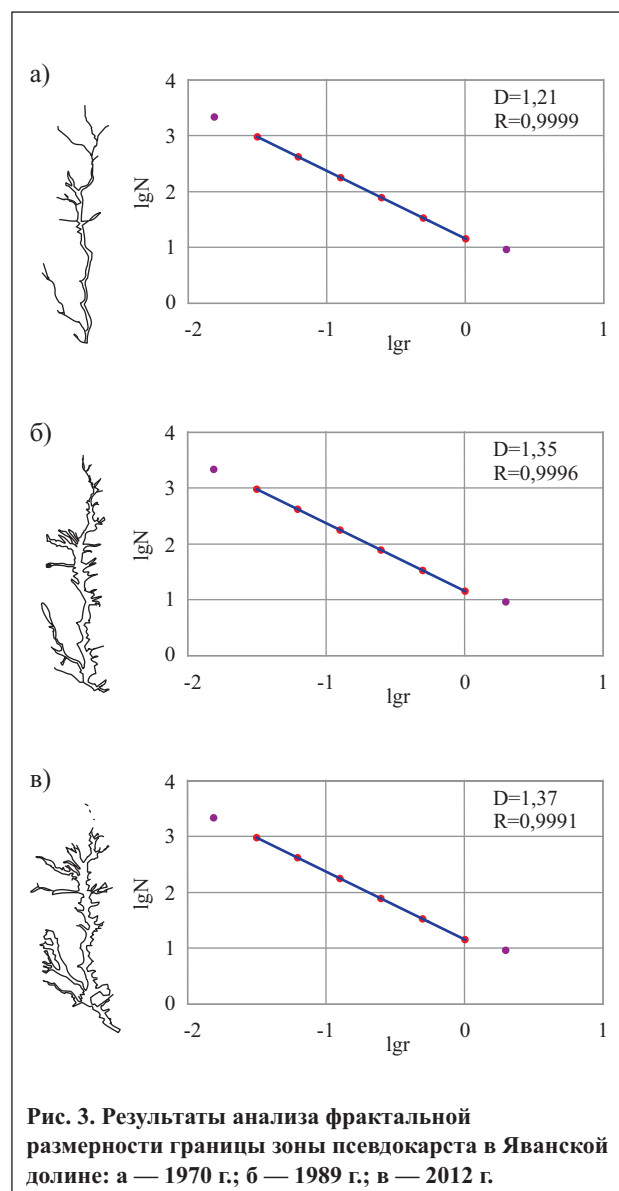 а)
4
D=1,21
R=0,9999
3
lgN
2
1
0
-2 -1 0 1
lgr
б)
4
D=1,35
R=0,9996
3
lgN
2
1
0
-2 -1 0 1
lgr
в)
4
D=1,37
R=0,9991
3
lgN
2
1
0
-2 -1 0 1
lgr
Рис. 3. Результаты анализа фрактальной
размерности границы зоны псевдокарста в Яванской
долине: а — 1970 г.; б — 1989 г.; в — 2012 г.